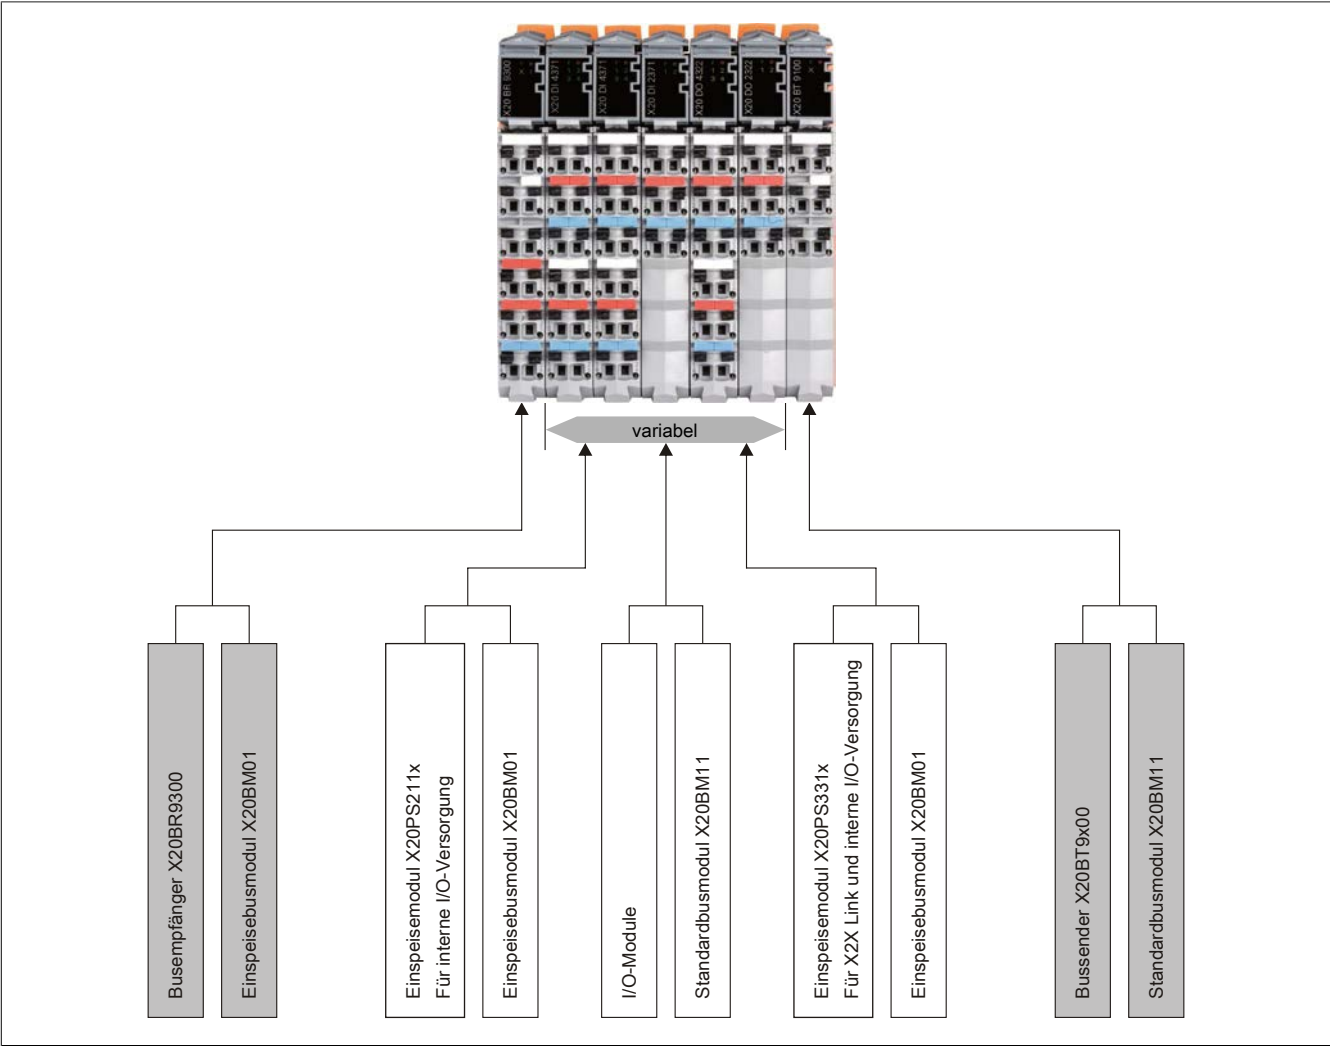 X20 BR 9300
X20 DI 4371
X20 DI 4371
X20 DI 2371
X20 DO 4322
X20 DO 2322
X20 BT 9100
variabel
Busempfänger X20BR9300
Einspeisebusmodul X20BM01
Einspeisemodul X20PS211x
Für interne I/O-Versorgung
Einspeisebusmodul X20BM01
I/O-Module
Standardbusmodul X20BM11
Einspeisemodul X20PS331x
Für X2X Link und interne I/O-Versorgung
Einspeisebusmodul X20BM01
Bussender X20BT9x00
Standardbusmodul X20BM11